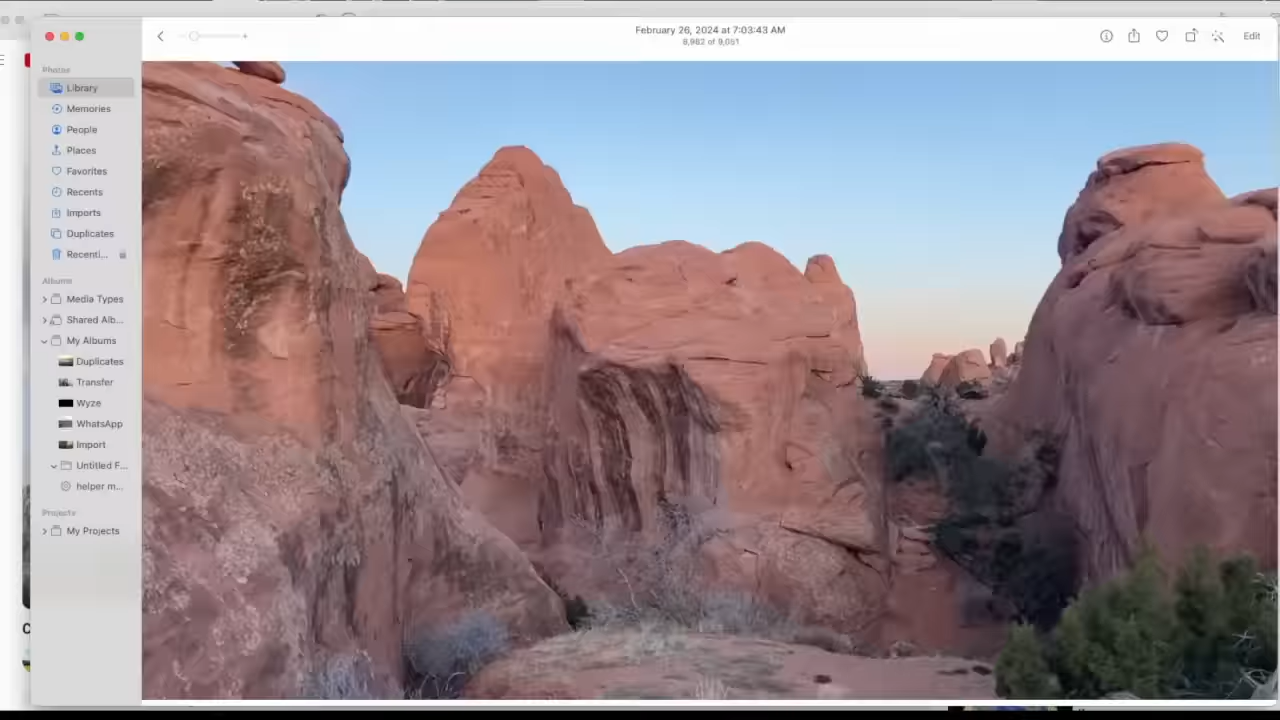 February 26, 2024 at 7:03:43 AM
8,982 of 9,051
Edit
Photos
Library
Memories
People
Places
Favorites
Recents
Imports
Duplicates
Recenti...
Albums
Media Types
Shared Alb...
My Albums
Duplicates
Transfer
Wyze
WhatsApp
Import
Untitled F...
helper m...
Projects
My Projects